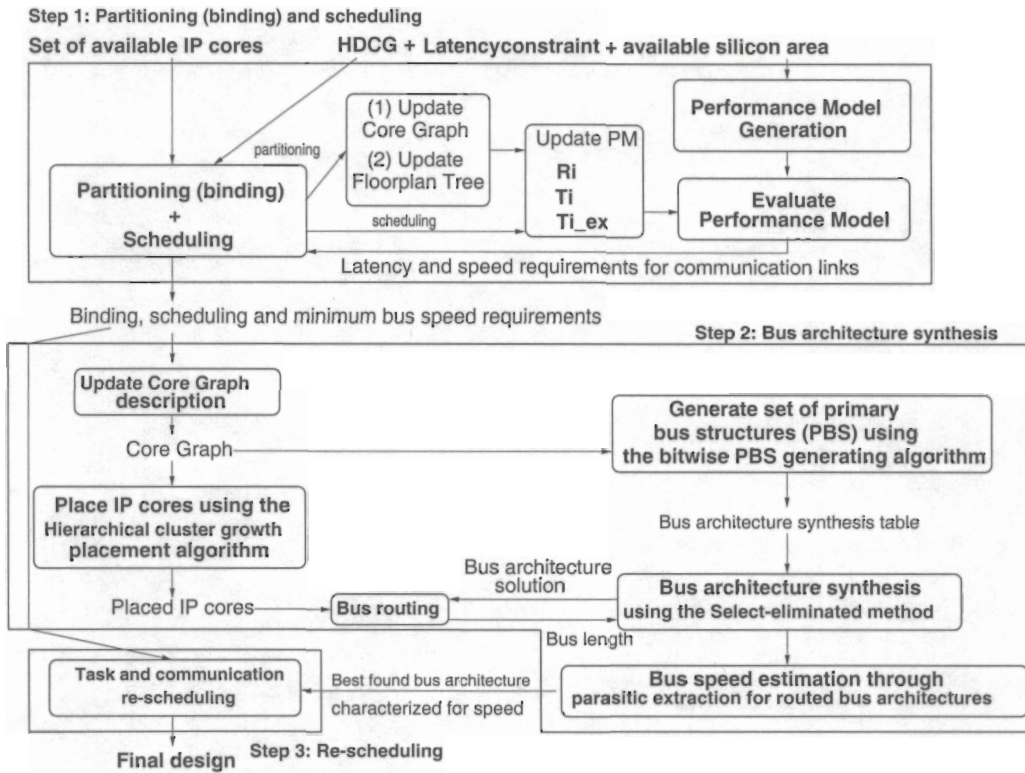 Step 1: Partitioning (binding) and scheduling
Set of available IP cores
HDCG + Latencyconstraint + available silicon area
(1) Update
Core Graph
(2) Update
Floorplan Tree
Performance Model
Generation
partitioning
Update PM
Ri
Ti
Ti_ex
Partitioning (binding)
+
Scheduling
Evaluate
Performance Model
scheduling
Latency and speed requirements for communication links
Binding, scheduling and minimum bus speed requirements
Step 2: Bus architecture synthesis
Update Core Graph
description
Generate set of primary
bus structures (PBS) using
the bitwise PBS generating algorithm
Core Graph
Place IP cores using the
Hierarchical cluster growth
placement algorithm
Bus architecture synthesis table
Bus architecture
solution
Bus architecture synthesis
using the Select-eliminated method
Placed IP cores
Bus routing
Bus length
Task and communication
re-scheduling
Best found bus architecture
characterized for speed
Bus speed estimation through
parasitic extraction for routed bus architectures
Step 3: Re-scheduling
Final design